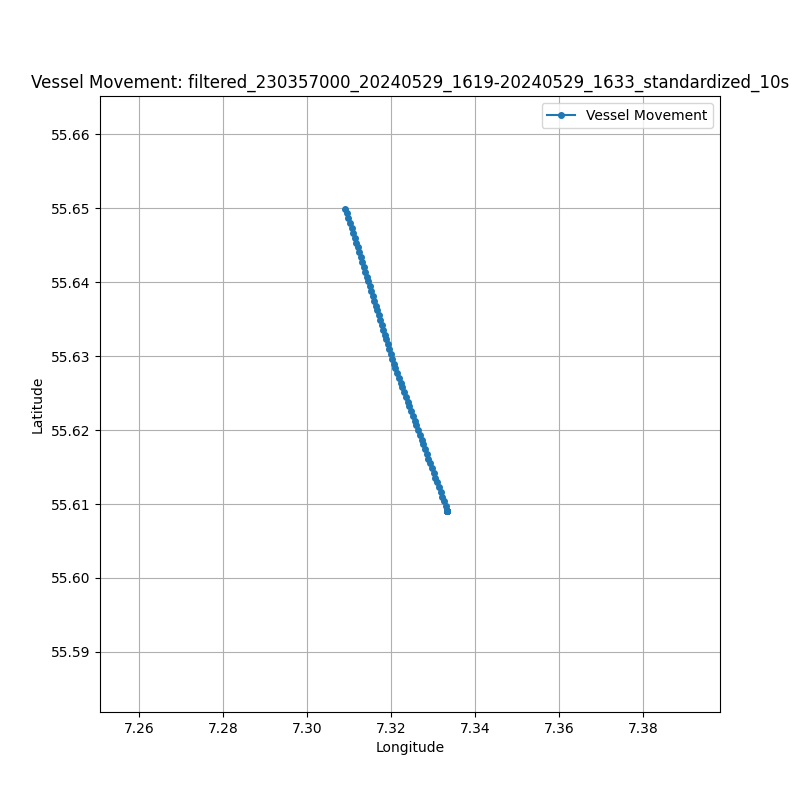 Vessel Movement: filtered_230357000_20240529_1619-20240529_1633_standardized_10s
Vessel Movement
55.66
55.65
55.64
55.63
55.62
55.61
55.60
55.59
Latitude
7.26 7.28 7.30 7.32 7.34 7.36 7.38
Longitude